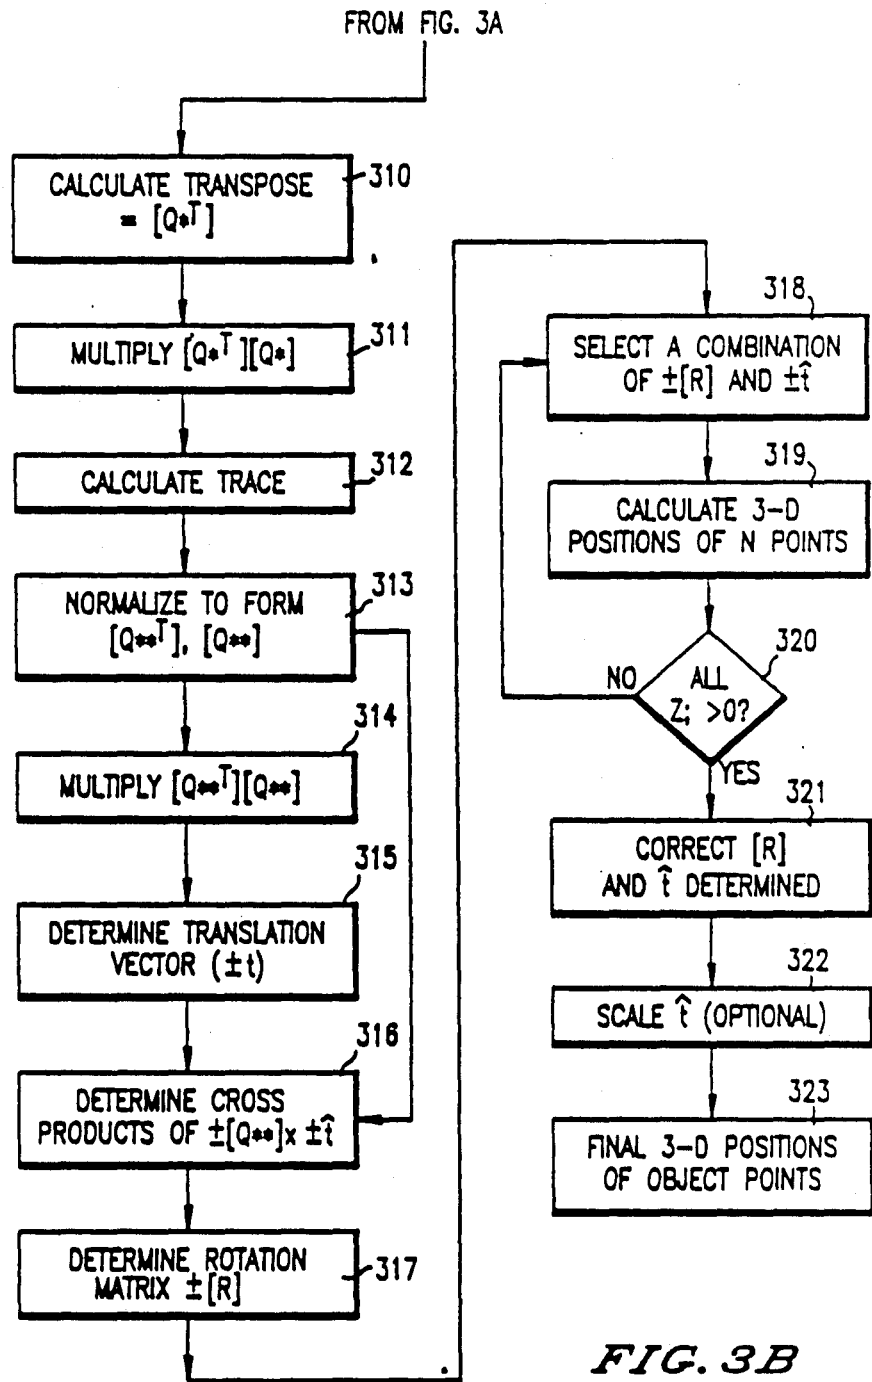 FROM FIG. 3A
310
CALCULATE TRANSPOSE
= [Q*ᵀ]
311
MULTIPLY [Q*ᵀ][Q*]
312
CALCULATE TRACE
313
NORMALIZE TO FORM
[Q**ᵀ], [Q**]
314
MULTIPLY [Q**ᵀ][Q**]
315
DETERMINE TRANSLATION
VECTOR (±t)
316
DETERMINE CROSS
PRODUCTS OF ±[Q**]x ±t̂
317
DETERMINE ROTATION
MATRIX ±[R]
318
SELECT A COMBINATION
OF ±[R] AND ±t̂
319
CALCULATE 3-D
POSITIONS OF N POINTS
320
NO
ALL
Z; >0?
YES
321
CORRECT [R]
AND t̂ DETERMINED
322
SCALE t̂ (OPTIONAL)
323
FINAL 3-D POSITIONS
OF OBJECT POINTS
FIG. 3B